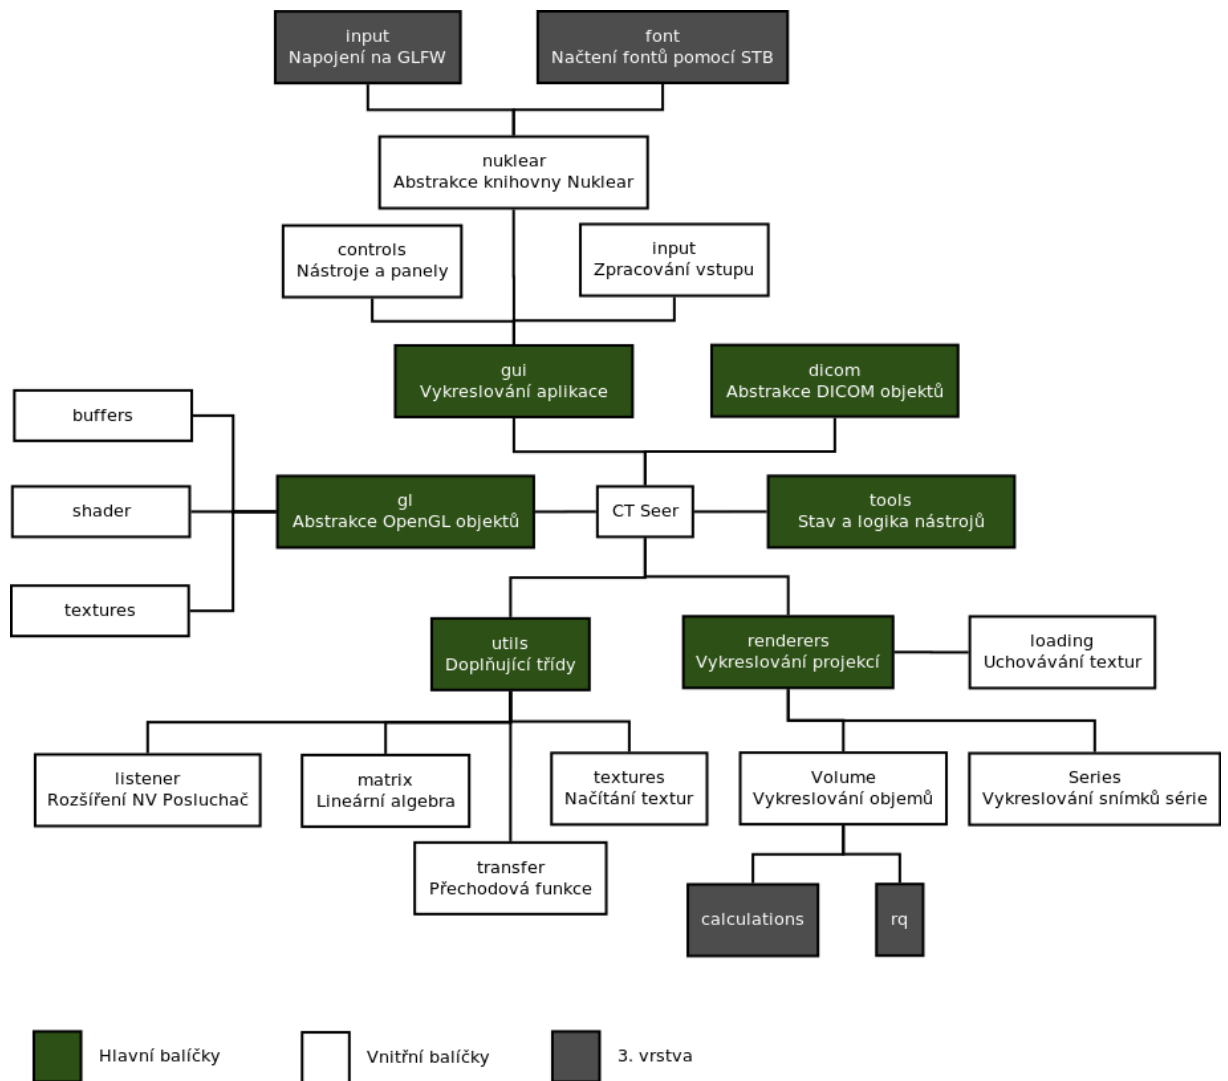 input
Napojení na GLFW
font
Načtení fontů pomocí STB
nuklear
Abstrakce knihovny Nuklear
controls
Nástroje a panely
input
Zpracování vstupu
gui
Vykreslování aplikace
dicom
Abstrakce DICOM objektů
buffers
shader
textures
gl
Abstrakce OpenGL objektů
CT Seer
tools
Stav a logika nástrojů
utils
Doplňující třídy
renderers
Vykreslování projekcí
loading
Uchovávání textur
listener
Rozšíření NV Posluchač
matrix
Lineární algebra
textures
Načítání textur
Volume
Vykreslování objemů
Series
Vykreslování snímků série
transfer
Přechodová funkce
calculations
rq
Hlavní balíčky
Vnitřní balíčky
3. vrstva